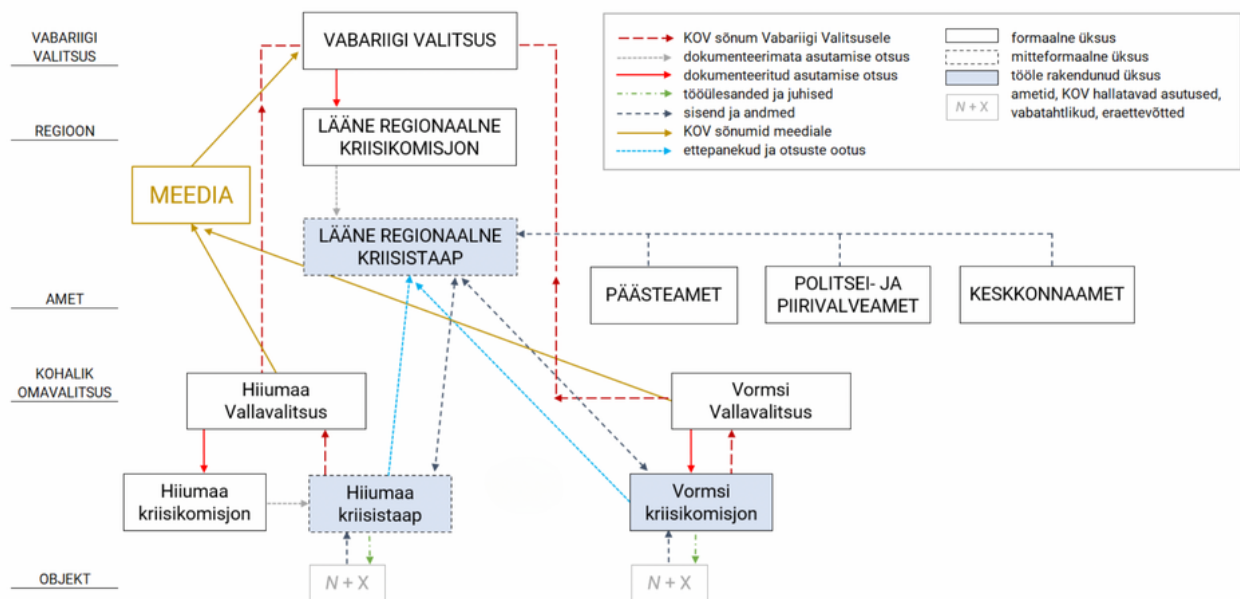 VABARIIGI
VALITSUS
VABARIIGI VALITSUS
KOV sõnum Vabariigi Valitsusele
dokumenteerimata asutamise otsus
dokumenteeritud asutamise otsus
tööülesanded ja juhised
sisend ja andmed
KOV sõnumid meediale
ettepanekud ja otsuste ootus
formaalne üksus
mitteformaalne üksus
tööle rakendunud üksus
N + X
ametid, KOV hallatavad asutused,
vabatahtlikud, eraettevõtted
REGIOON
LÄÄNE REGIONAALNE
KRIISIKOMISJON
MEEDIA
LÄÄNE REGIONAALNE
KRIISISTAAP
AMET
PÄÄSTEAMET
POLITSEI- JA
PIIRIVALVEAMET
KESKKONNAAMET
KOHALIK
OMAVALITSUS
Hiiumaa
Vallavalitsus
Vormsi
Vallavalitsus
Hiiumaa
kriisikomisjon
Hiiumaa
kriisistaap
Vormsi
kriisikomisjon
OBJEKT
N + X
N + X